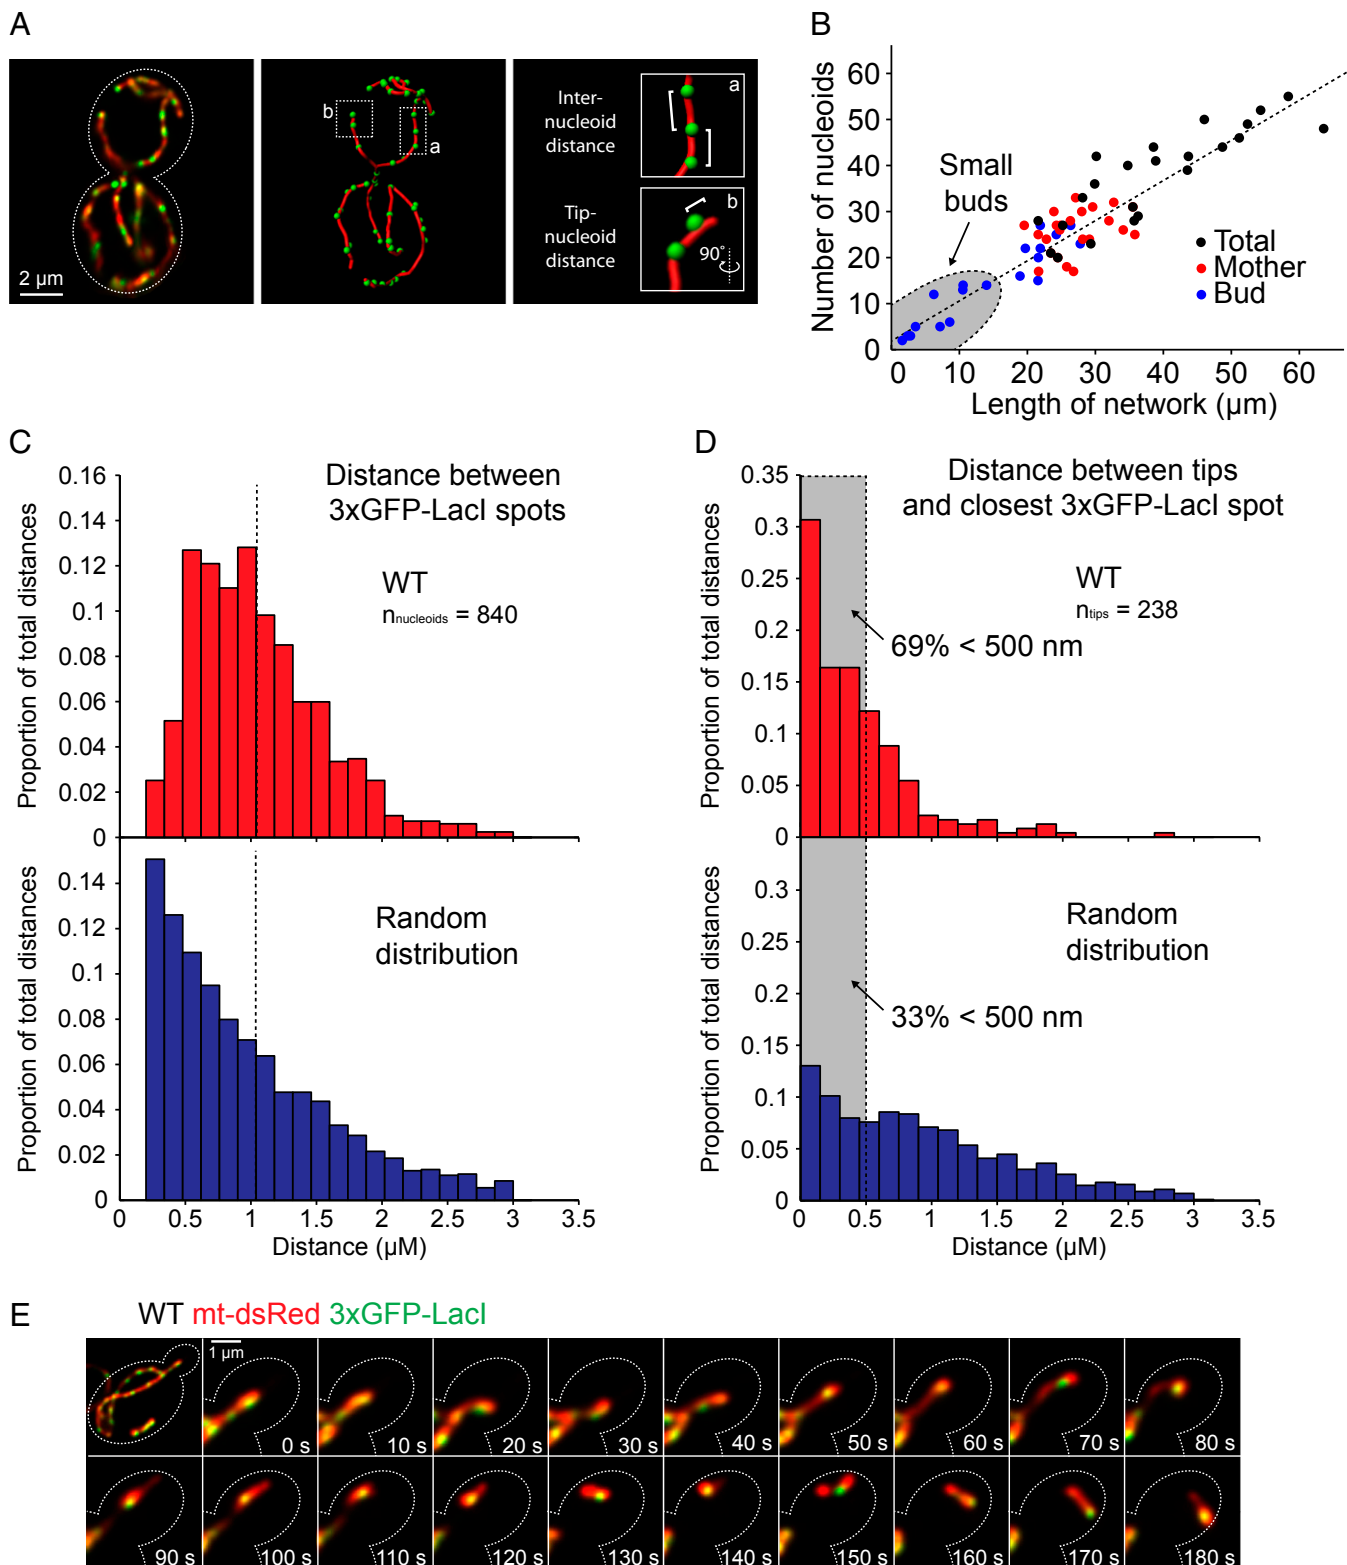 A
2 µm
b
a
Inter-
nucleoid
distance
a
Tip-
nucleoid
distance
b
90°
B
Number of nucleoids
60
50
40
30
20
10
0
Small
buds
Total
Mother
Bud
0 10 20 30 40 50 60
Length of network (µm)
C
Proportion of total distances
0.16
0.14
0.12
0.1
0.08
0.06
0.04
0.02
0
Distance between
3xGFP-LacI spots
WT
nnucleoids = 840
Proportion of total distances
0.14
0.12
0.1
0.08
0.06
0.04
0.02
0
Random
distribution
0 0.5 1 1.5 2 2.5 3 3.5
Distance (µM)
D
Proportion of total distances
0.35
0.3
0.25
0.2
0.15
0.1
0.05
0
Distance between tips
and closest 3xGFP-LacI spot
WT
ntips = 238
69% < 500 nm
Proportion of total distances
0.3
0.25
0.2
0.15
0.1
0.05
0
Random
distribution
33% < 500 nm
0 0.5 1 1.5 2 2.5 3 3.5
Distance (µM)
E
WT mt-dsRed 3xGFP-LacI
1 µm
0 s 10 s 20 s 30 s 40 s 50 s 60 s 70 s 80 s
90 s 100 s 110 s 120 s 130 s 140 s 150 s 160 s 170 s 180 s